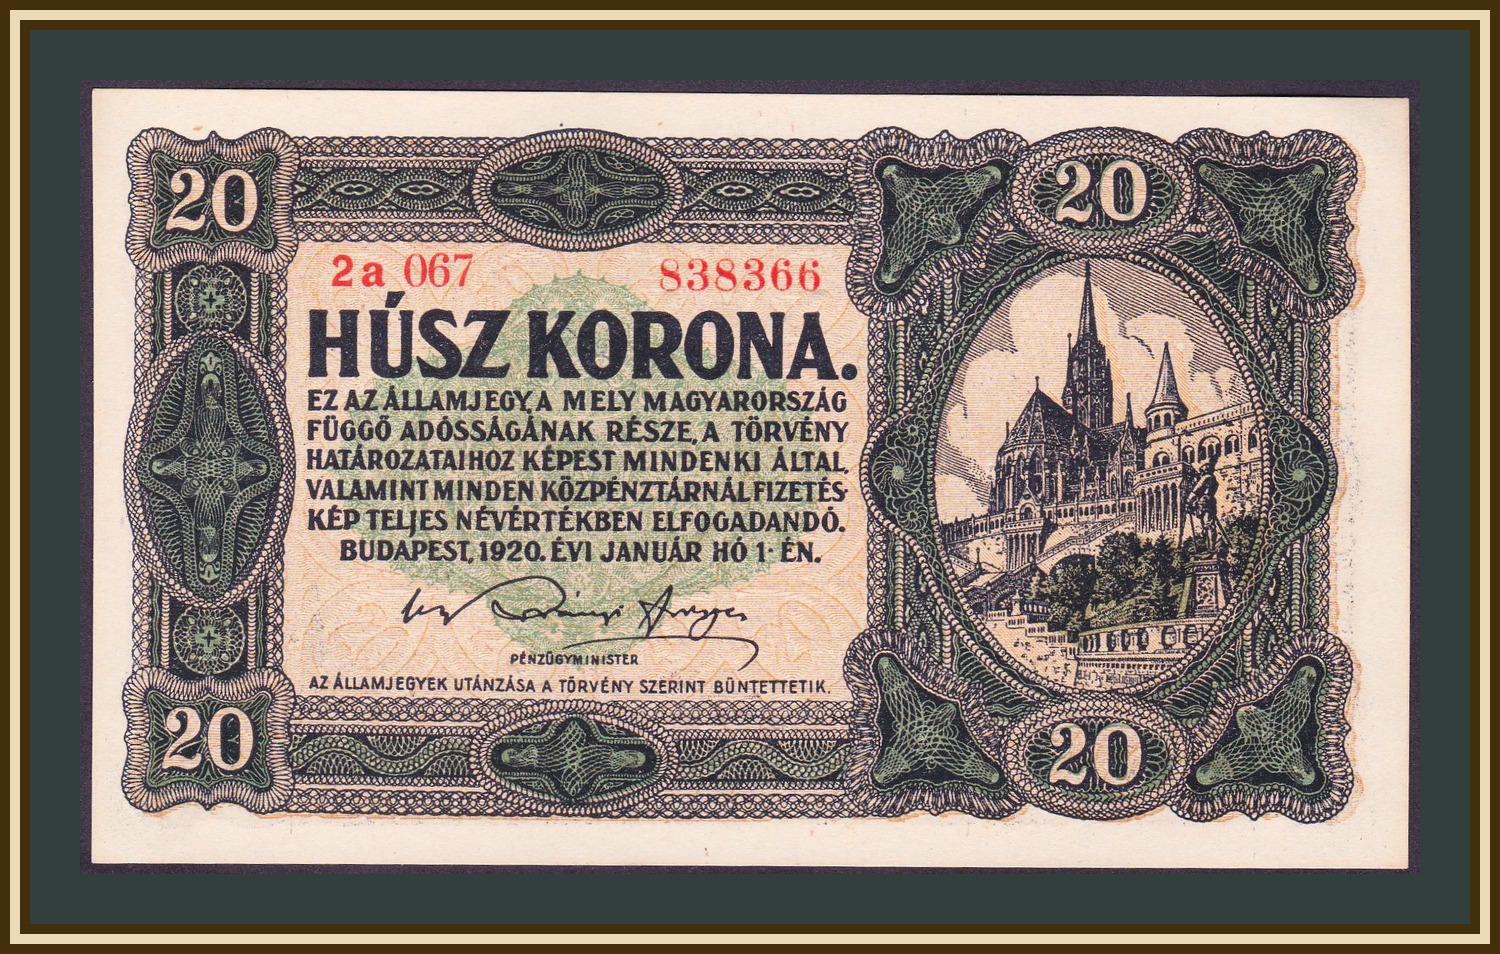 20
20
2a 067 838366
HÚSZ KORONA.
EZ AZ ÁLLAMJEGY, A MELY MAGYARORSZÁG
FÜGGŐ ADÓSSÁGÁNAK RÉSZE, A TÖRVÉNY
HATÁROZATAIHOZ KÉPEST MINDENKI ÁLTAL,
VALAMINT MINDEN KÖZPÉNZTÁRNÁL FIZETÉS-
KÉP TELJES NÉVÉRTÉKBEN ELFOGADANDÓ.
BUDAPEST, 1920. ÉVI JANUÁR HÓ 1-ÉN.
PÉNZÜGYMINISTER
AZ ÁLLAMJEGYEK UTÁNZÁSA A TÖRVÉNY SZERINT BÜNTETTETIK.
20
20